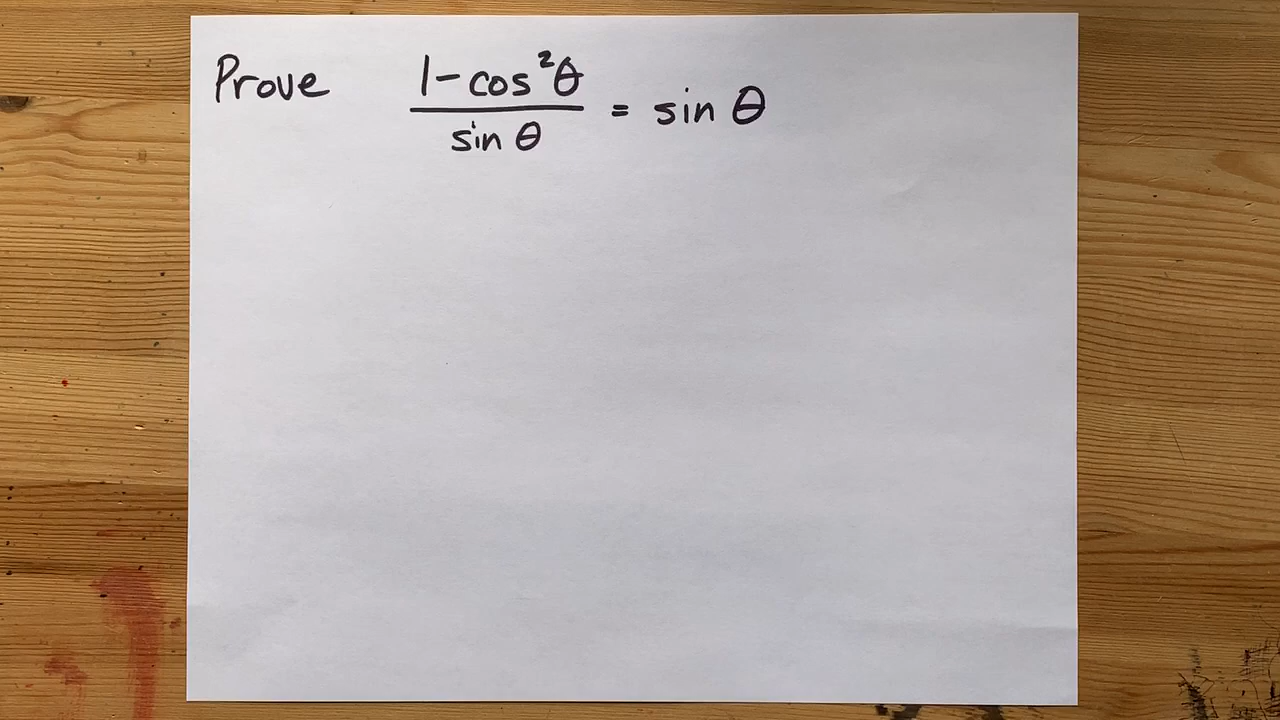 Prove (1-cos²θ)/(sin θ) = sin θ